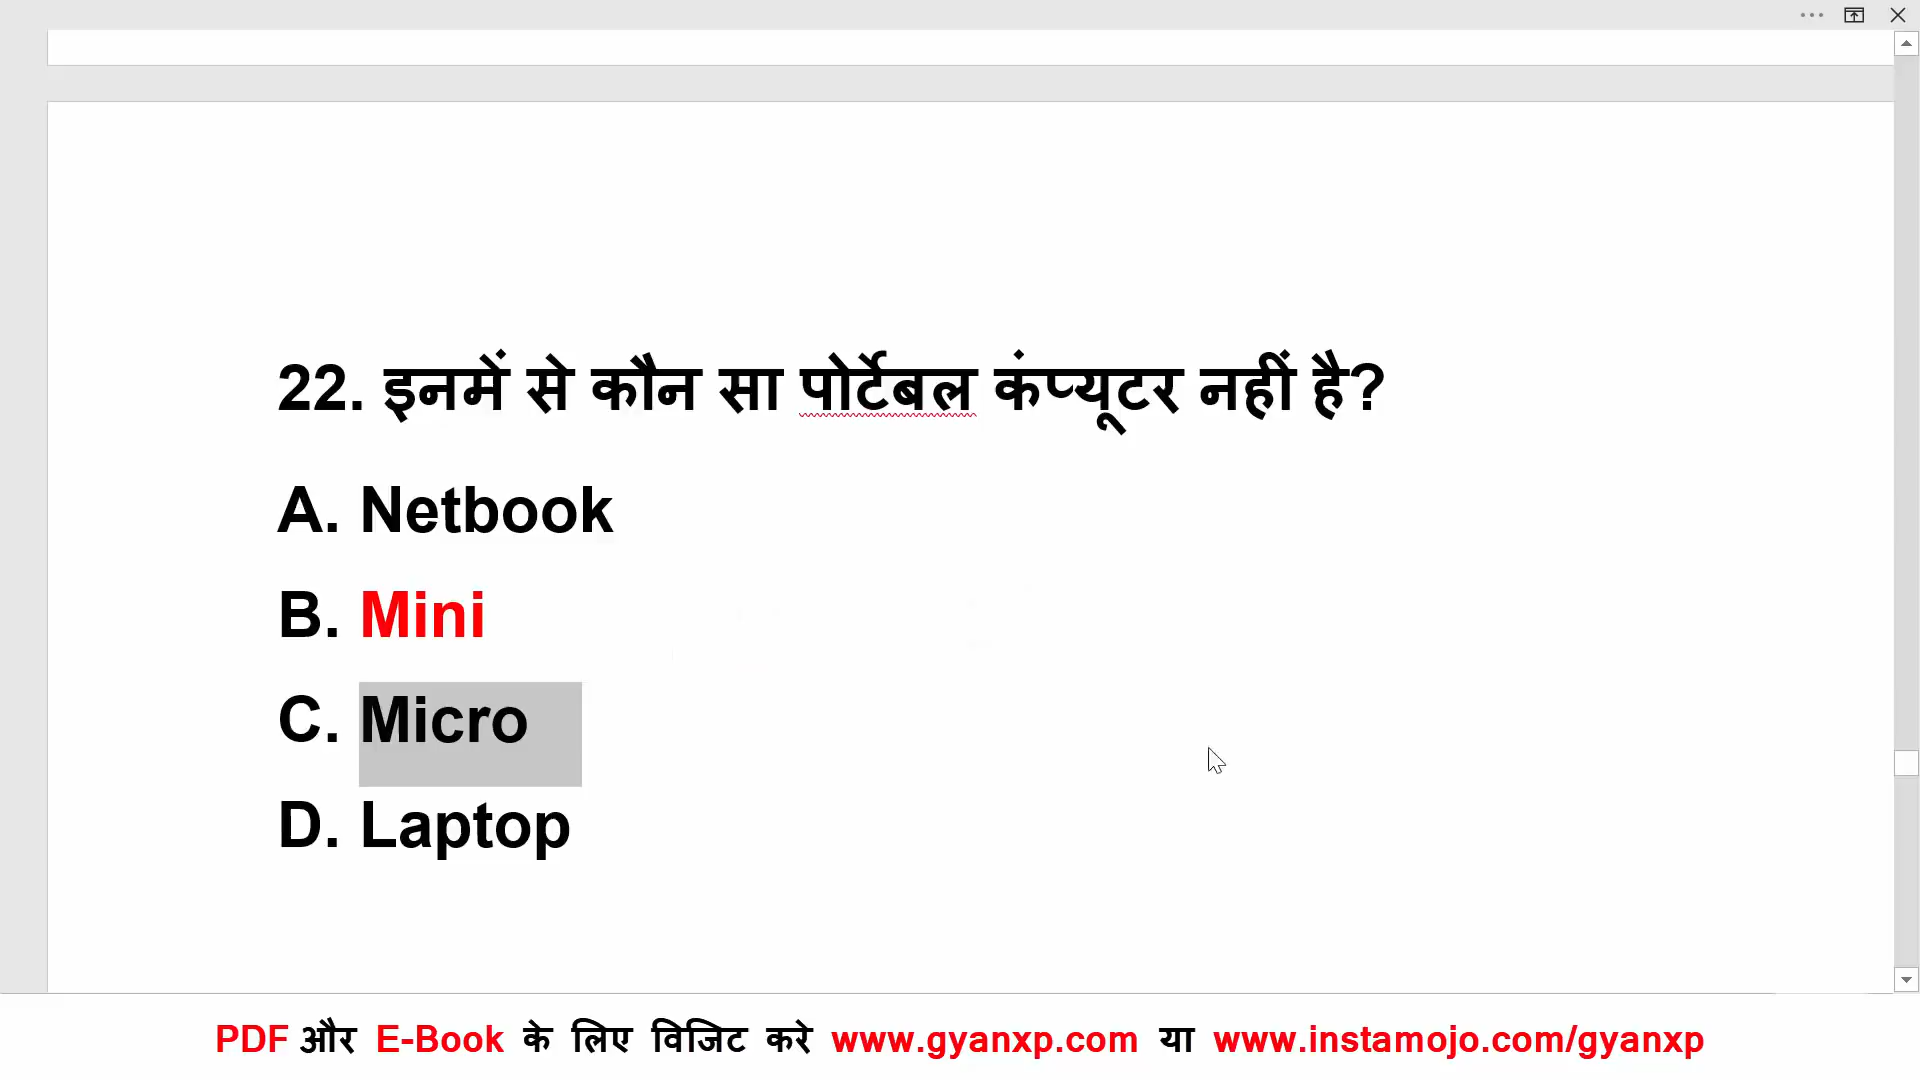 22. इनमें से कौन सा पोर्टेबल कंप्यूटर नहीं है?
A. Netbook
B. Mini
C. Micro
D. Laptop
PDF और E-Book के लिए विजिट करे www.gyanxp.com या www.instamojo.com/gyanxp